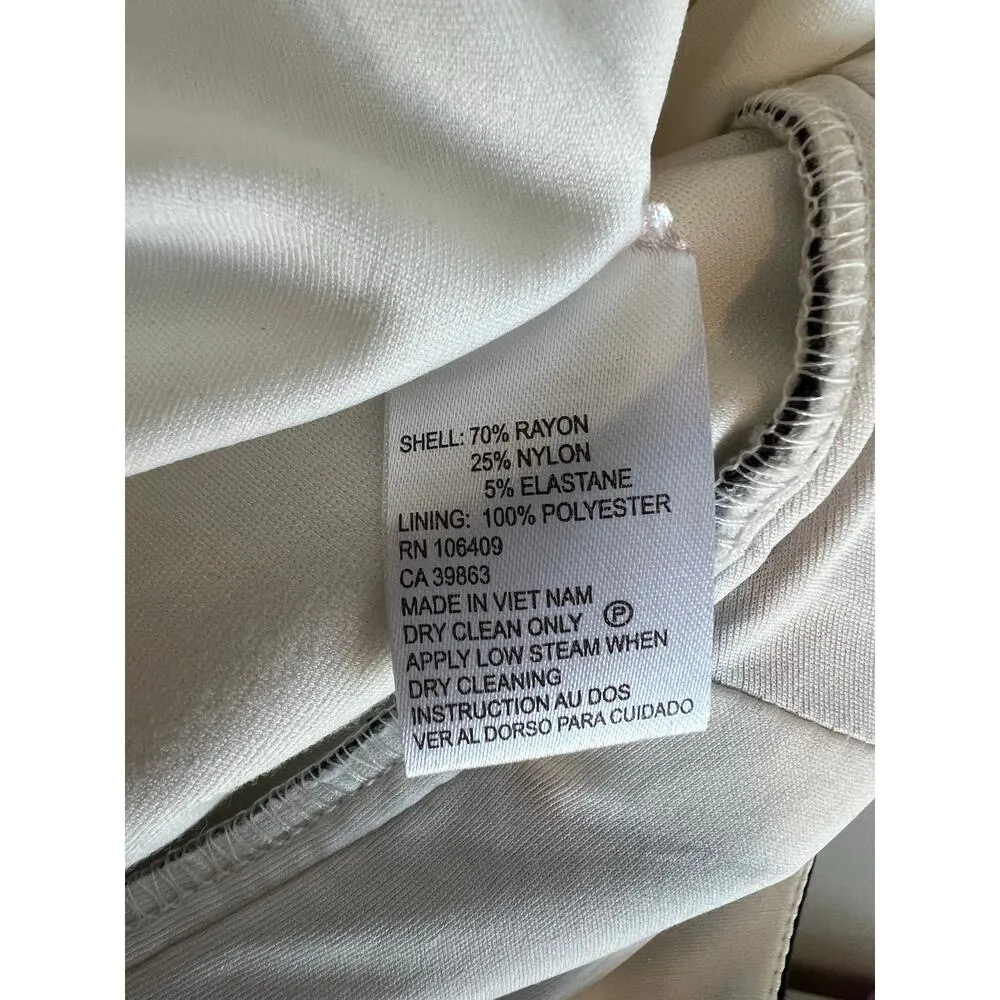 SHELL: 70% RAYON
25% NYLON
5% ELASTANE
LINING: 100% POLYESTER
RN 106409
CA 39863
MADE IN VIET NAM
DRY CLEAN ONLY Ⓟ
APPLY LOW STEAM WHEN
DRY CLEANING
INSTRUCTION AU DOS
VER AL DORSO PARA CUIDADO